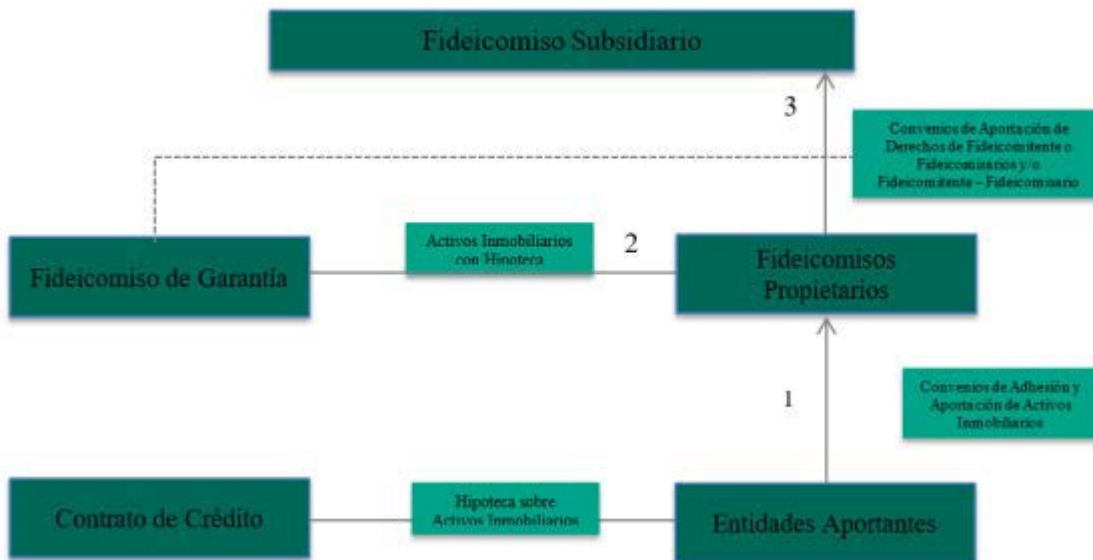 Fideicomiso Subsidiario
3
Convenios de Aportación de
Derechos de Fideicomitente o
Fideicomisarios y/o
Fideicomitente – Fideicomisario
Activos Inmobiliarios
con Hipoteca
2
Fideicomiso de Garantía
Fideicomisos
Propietarios
1
Convenios de Adhesión y
Aportación de Activos
Inmobiliarios
Contrato de Crédito
Hipoteca sobre
Activos Inmobiliarios
Entidades Aportantes